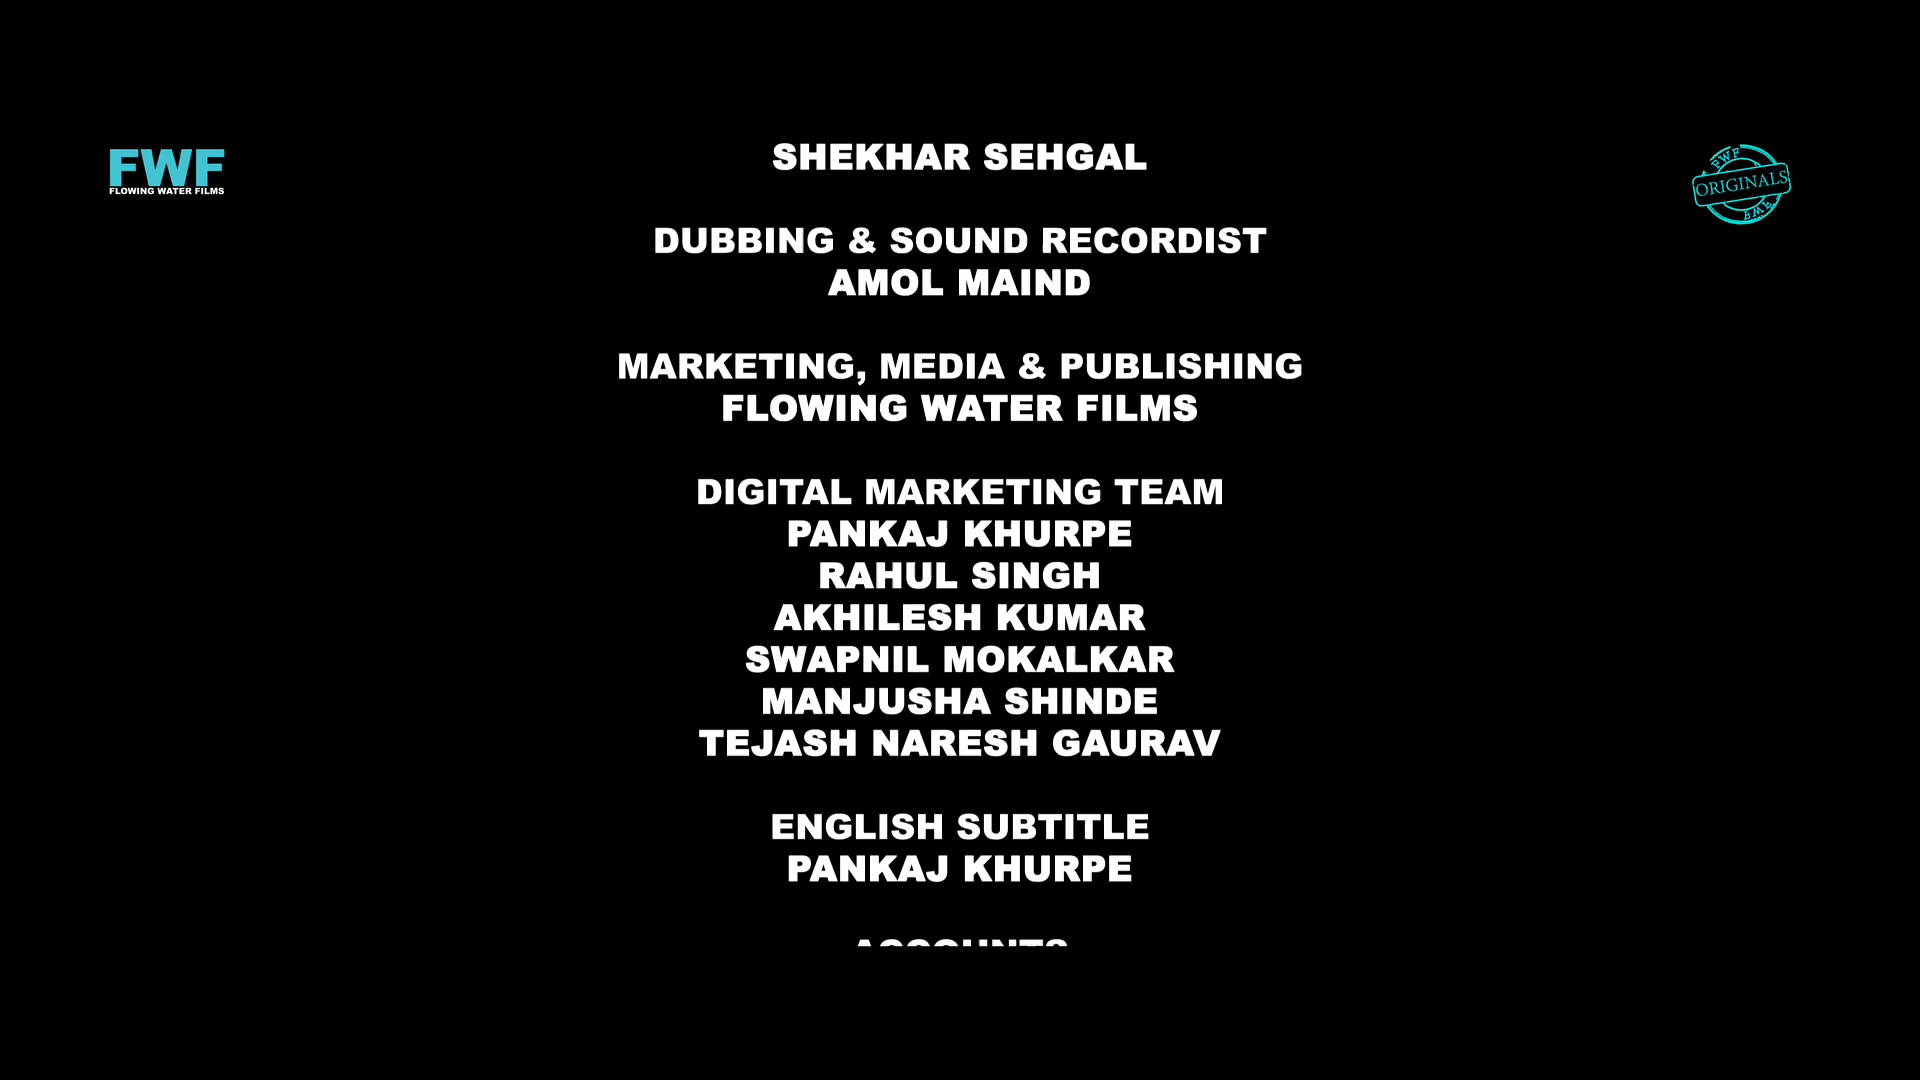 FWF
FLOWING WATER FILMS
FWF
ORIGINALS
FWF
SHEKHAR SEHGAL
DUBBING & SOUND RECORDIST
AMOL MAIND
MARKETING, MEDIA & PUBLISHING
FLOWING WATER FILMS
DIGITAL MARKETING TEAM
PANKAJ KHURPE
RAHUL SINGH
AKHILESH KUMAR
SWAPNIL MOKALKAR
MANJUSHA SHINDE
TEJASH NARESH GAURAV
ENGLISH SUBTITLE
PANKAJ KHURPE
ACCOUNTS